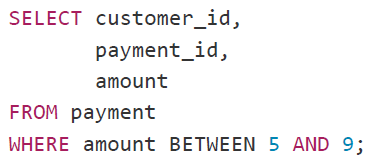 SELECT customer_id,
payment_id,
amount
FROM payment
WHERE amount BETWEEN 5 AND 9;